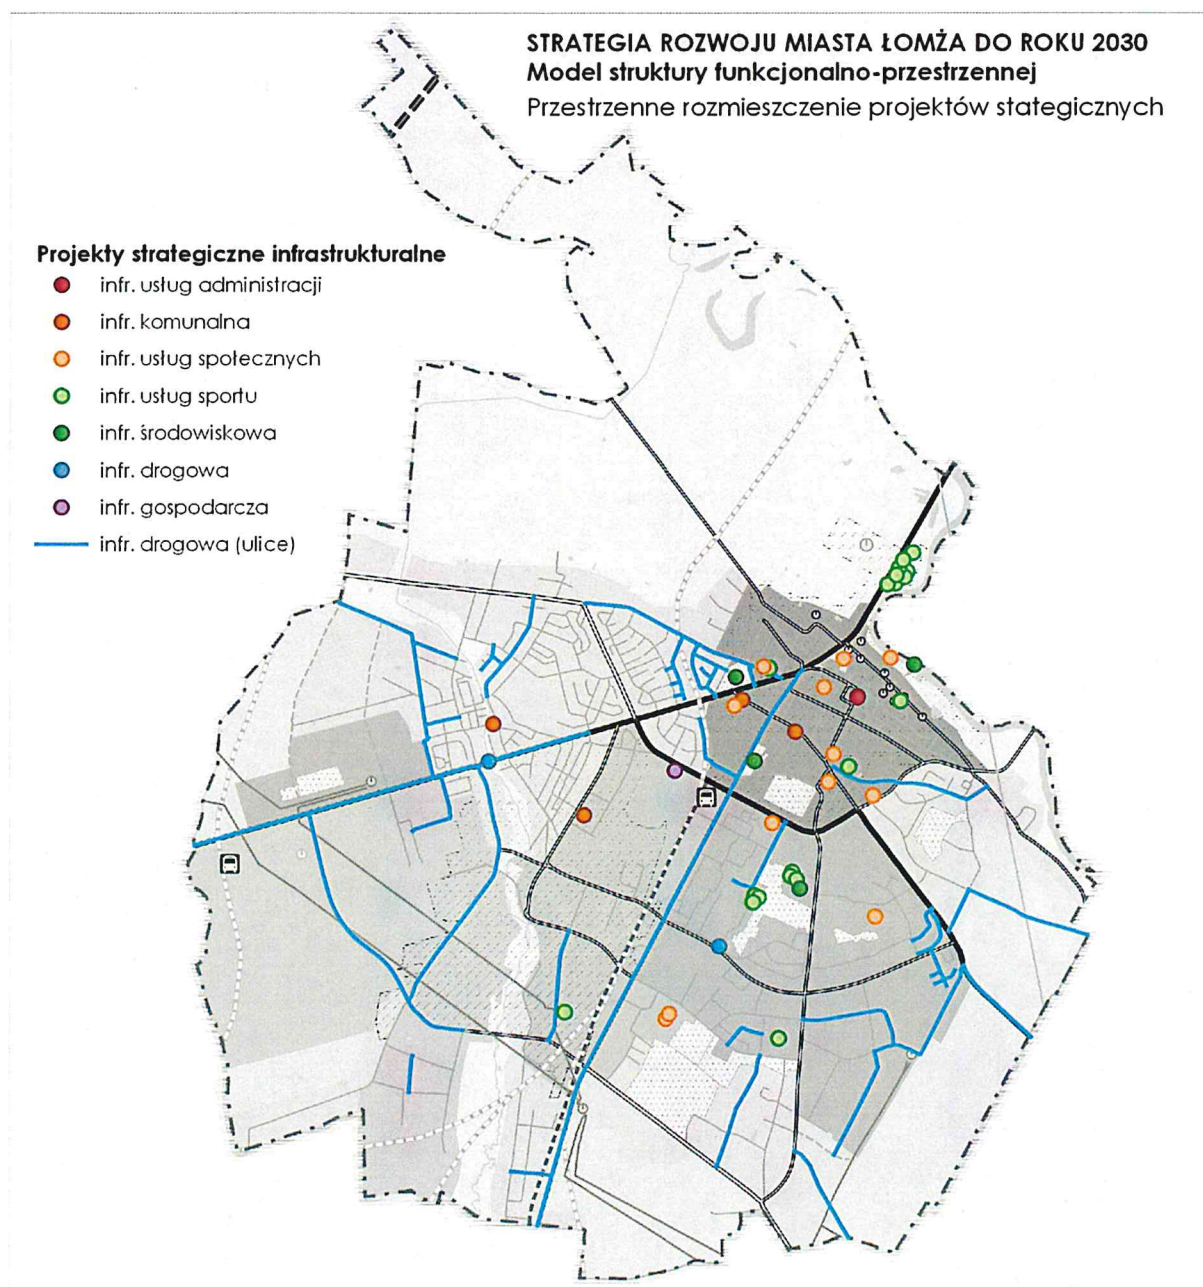 STRATEGIA ROZWOJU MIASTA ŁOMŻA DO ROKU 2030
Model struktury funkcjonalno-przestrzennej
Przestrzenne rozmieszczenie projektów stategicznych
Projekty strategiczne infrastrukturalne
infr. usług administracji
infr. komunalna
infr. usług społecznych
infr. usług sportu
infr. środowiskowa
infr. drogowa
infr. gospodarcza
infr. drogowa (ulice)